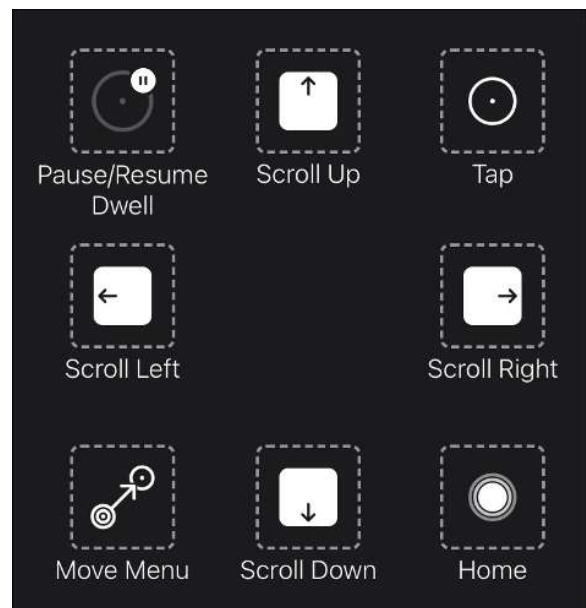 Pause/Resume
Dwell
Scroll Up
Tap
Scroll Left
Scroll Right
Move Menu
Scroll Down
Home